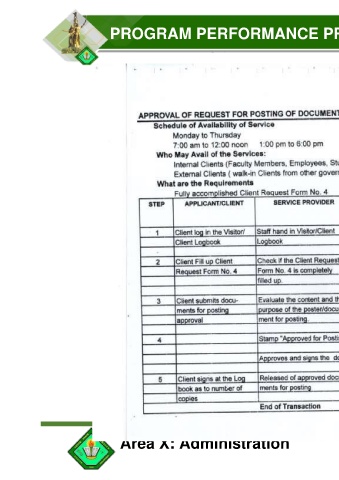 PROGRAM PERFORMANCE PR
APPROVAL OF REQUEST FOR POSTING OF DOCUMENT
Schedule of Availability of Service
Monday to Thursday
7:00 am to 12:00 noon 1:00 pm to 6:00 pm
Who May Avail of the Services:
Internal Clients (Faculty Members, Employees, Stu
External Clients ( walk-in Clients from other gover
What are the Requirements
Fully accomplished Client Request Form No. 4
STEP APPLICANT/CLIENT SERVICE PROVIDER
1 Client log in the Visitor/ Staff hand in Visitor/Client
Client Logbook Logbook
2 Client Fill up Client Check if the Client Request
Request Form No. 4 Form No. 4 is completely
filled up.
3 Client submits docu- Evaluate the content and th
ments for posting purpose of the poster/docu
approval ment for posting.
4 Stamp "Approved for Posti
Approves and signs the do
5 Client signs at the Log Released of approved docu
book as to number of ments for posting
copies
End of Transaction
Area X: Administration